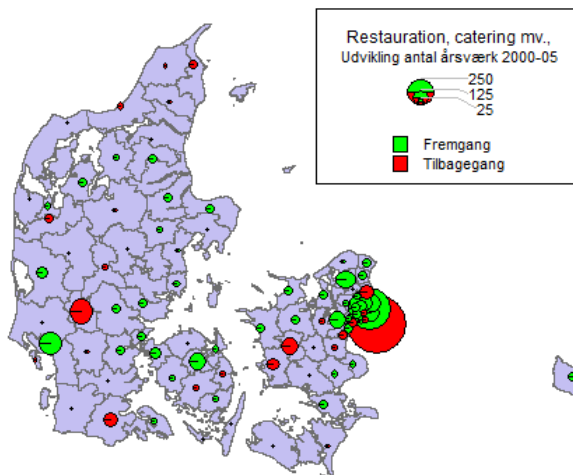 Restauration, catering mv.,
Udvikling antal årsværk 2000-05
250
125
25
Fremgang
Tilbagegang